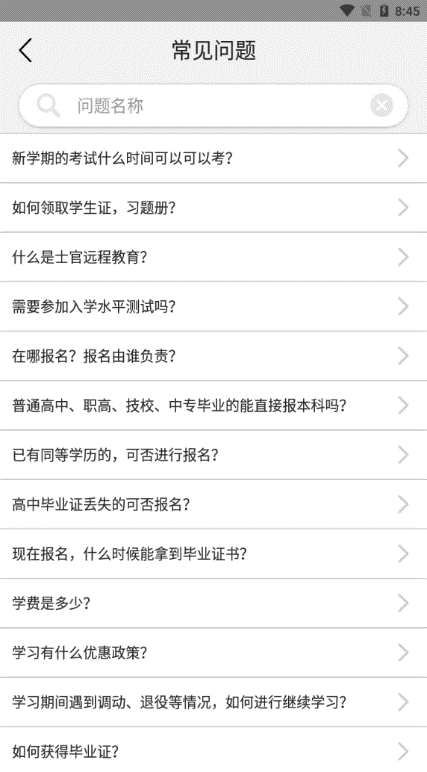 8:45
常见问题
问题名称
新学期的考试什么时间可以可以考？
如何领取学生证，习题册？
什么是士官远程教育？
需要参加入学水平测试吗？
在哪报名？报名由谁负责？
普通高中、职高、技校、中专毕业的能直接报本科吗？
已有同等学历的，可否进行报名？
高中毕业证丢失的可否报名？
现在报名，什么时候能拿到毕业证书？
学费是多少？
学习有什么优惠政策？
学习期间遇到调动、退役等情况，如何进行继续学习？
如何获得毕业证？